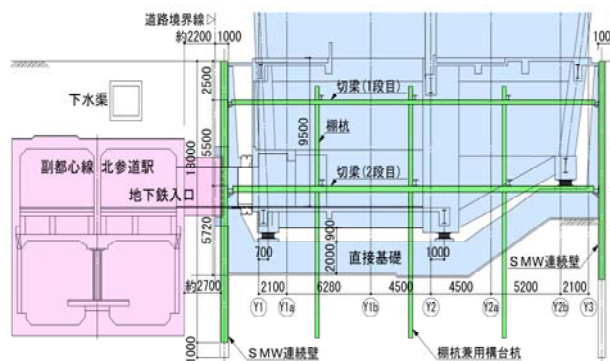 道路境界線
約2200
1000
100
2500
下水渠
切梁(1段目)
棚杭
9500
5500
18000
副都心線 北参道駅
切梁(2段目)
地下鉄入口
5720
700
900
2000
直接基礎
1000
SMW連続壁
約2700
2100
6280
4500
4500
5200
2100
Y1
Y1a
Y1b
Y2
Y2a
Y2b
Y3
1000
SMW連続壁
棚杭兼用構台杭